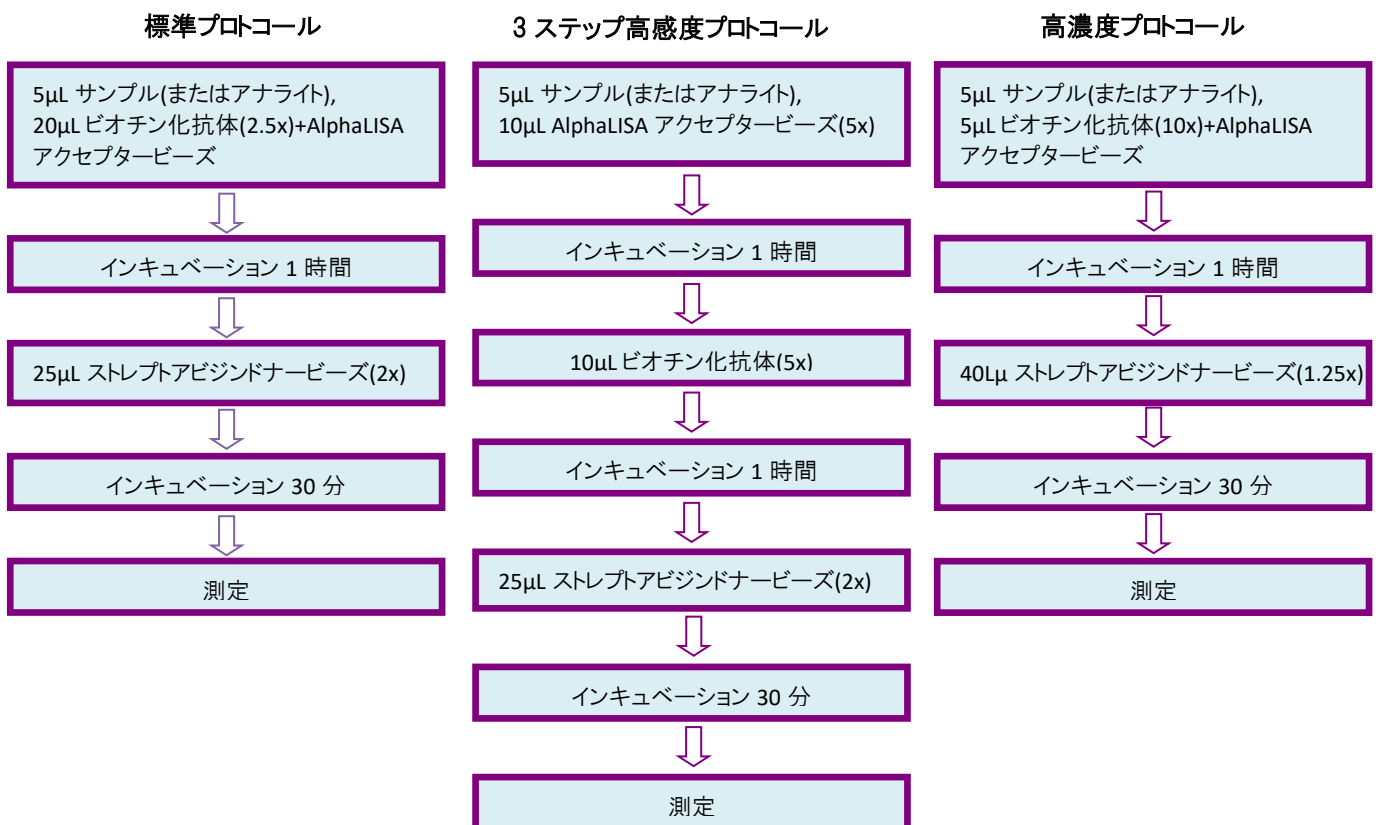 標準プロトコール
5µL サンプル(またはアナライト),
20µL ビオチン化抗体(2.5x)+AlphaLISA
アクセプタービーズ
インキュベーション 1 時間
25µL ストレプトアビジンドナービーズ(2x)
インキュベーション 30 分
測定
3 ステップ高感度プロトコール
5µL サンプル(またはアナライト),
10µL AlphaLISA アクセプタービーズ(5x)
インキュベーション 1 時間
10µL ビオチン化抗体(5x)
インキュベーション 1 時間
25µL ストレプトアビジンドナービーズ(2x)
インキュベーション 30 分
測定
高濃度プロトコール
5µL サンプル(またはアナライト),
5µL ビオチン化抗体(10x)+AlphaLISA
アクセプタービーズ
インキュベーション 1 時間
40Lµ ストレプトアビジンドナービーズ(1.25x)
インキュベーション 30 分
測定